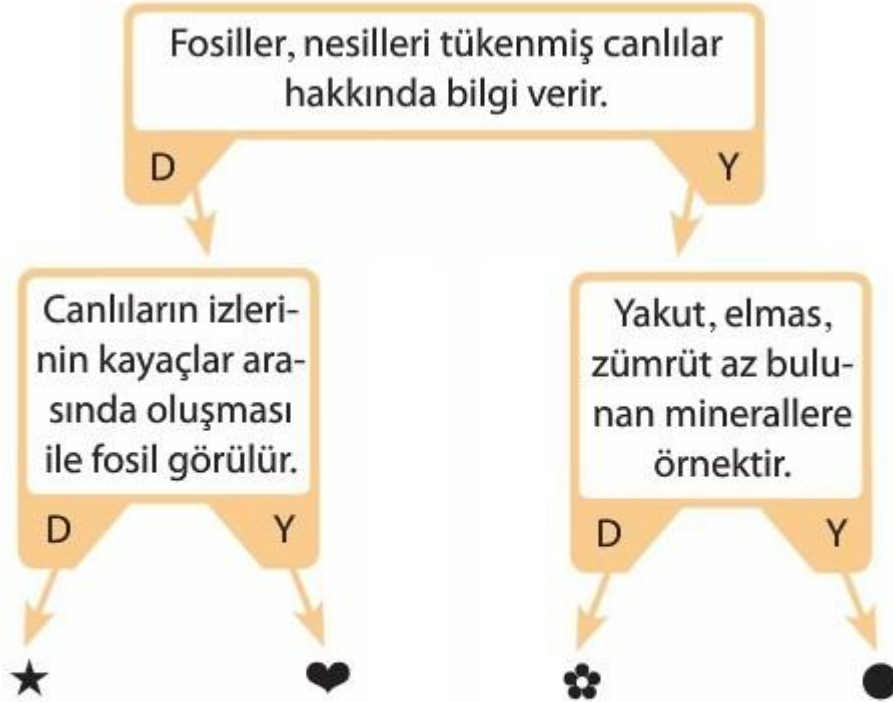 Fosiller, nesilleri tükenmiş canlılar
hakkında bilgi verir.
D
Y
Canlıların izleri-
nin kayaçlar ara-
sında oluşması
ile fosil görülür.
D
Y
Yakut, elmas,
zümrüt az bulu-
nan minerallere
örnektir.
D
Y